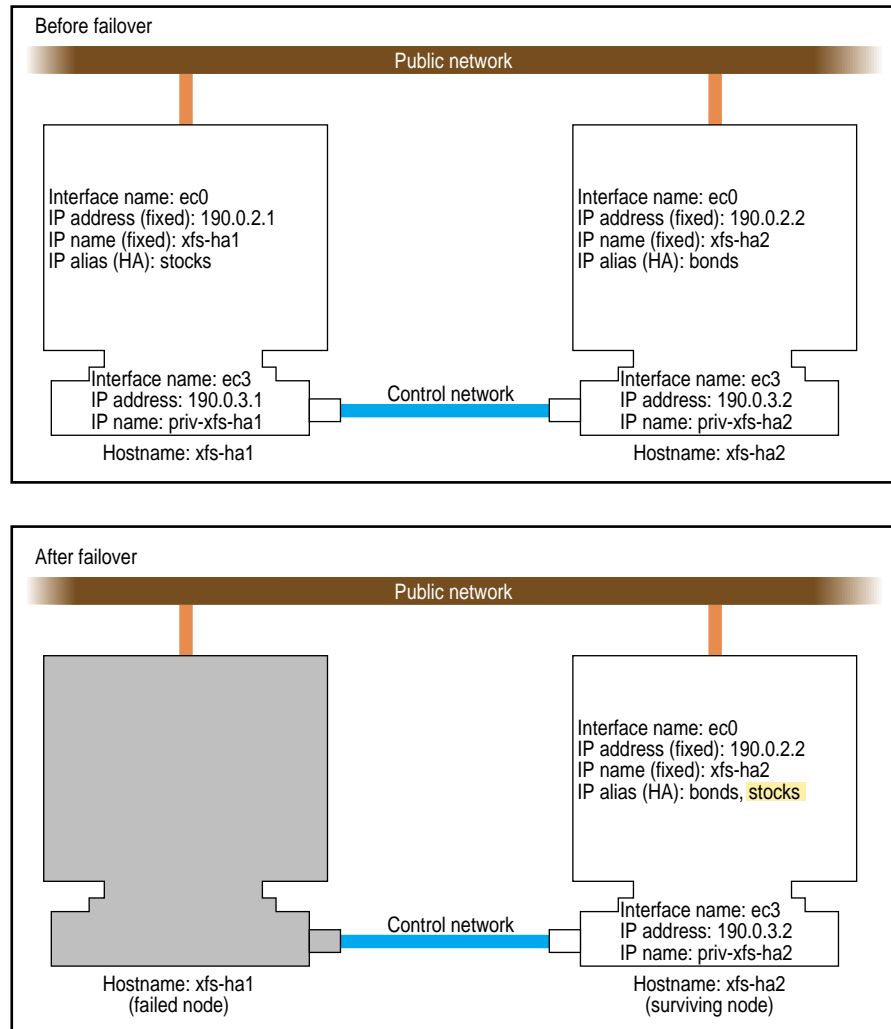 Before failover
Public network
Interface name: ec0
IP address (fixed): 190.0.2.1
IP name (fixed): xfs-ha1
IP alias (HA): stocks
Interface name: ec0
IP address (fixed): 190.0.2.2
IP name (fixed): xfs-ha2
IP alias (HA): bonds
Interface name: ec3
IP address: 190.0.3.1
IP name: priv-xfs-ha1
Control network
Interface name: ec3
IP address: 190.0.3.2
IP name: priv-xfs-ha2
Hostname: xfs-ha1
Hostname: xfs-ha2
After failover
Public network
Interface name: ec0
IP address (fixed): 190.0.2.2
IP name (fixed): xfs-ha2
IP alias (HA): bonds, stocks
Control network
Interface name: ec3
IP address: 190.0.3.2
IP name: priv-xfs-ha2
Hostname: xfs-ha1
(failed node)
Hostname: xfs-ha2
(surviving node)